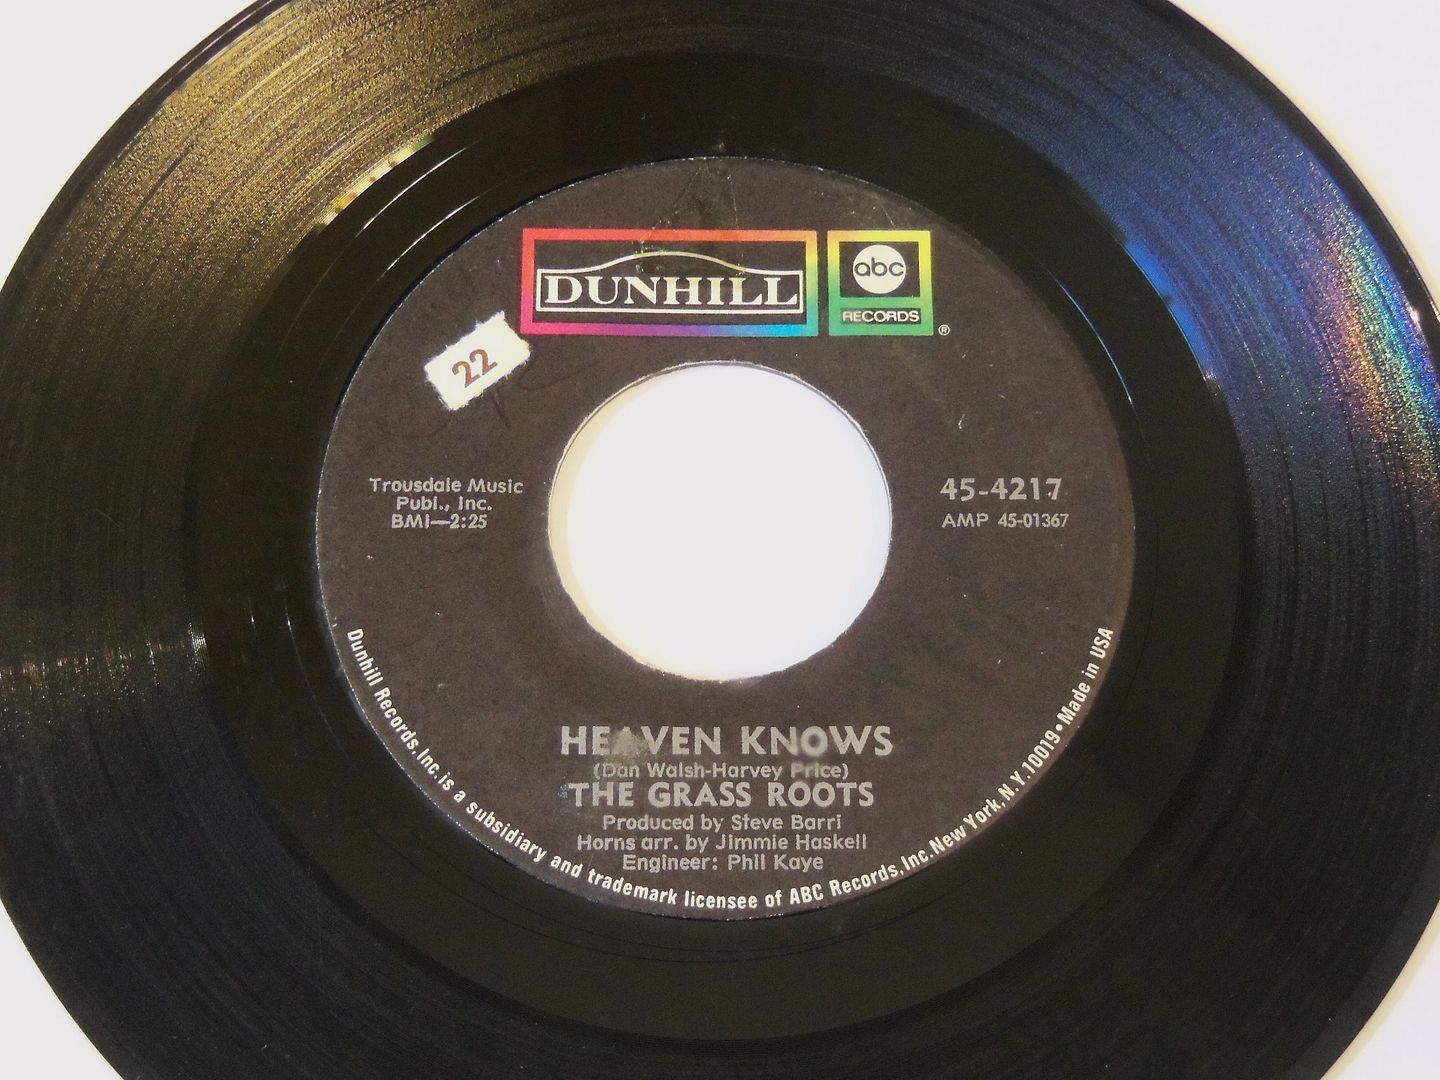 DUNHILL
abc
RECORDS
®
22
Trousdale Music
Publ., Inc.
BMI—2:25
45-4217
AMP 45-01367
HEAVEN KNOWS
(Dan Walsh-Harvey Price)
THE GRASS ROOTS
Produced by Steve Barri
Horns arr. by Jimmie Haskell
Engineer: Phil Kaye
Dunhill Records, Inc. is a subsidiary and trademark licensee of ABC Records, Inc. New York, N.Y. 10019 • Made in USA